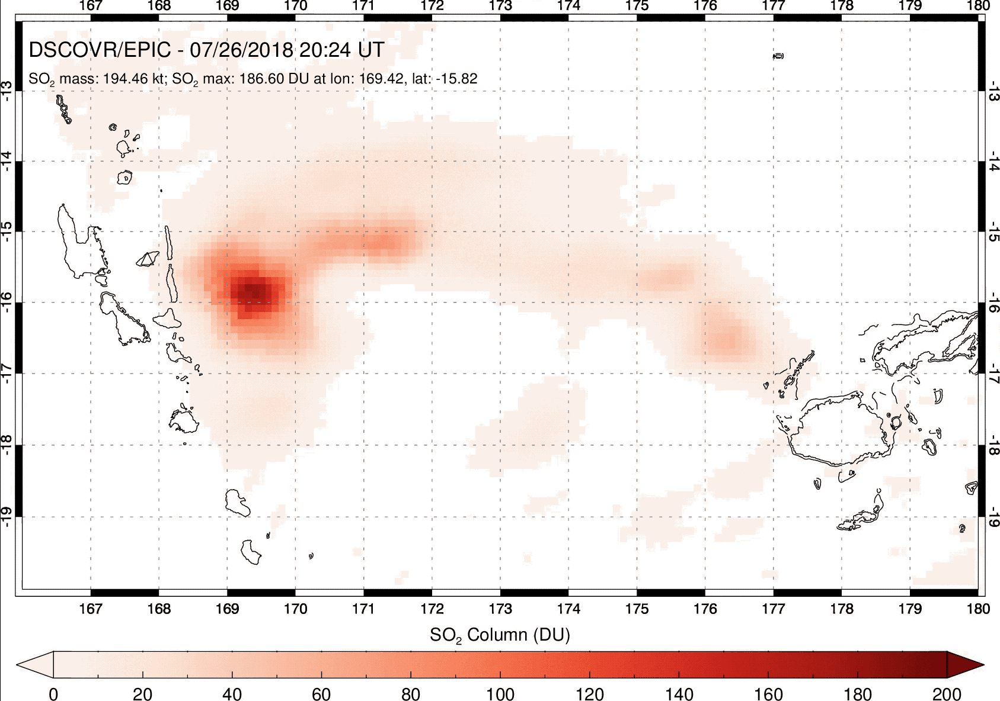 167 168 169 170 171 172 173 174 175 176 177 178 179 180
DSCOVR/EPIC - 07/26/2018 20:24 UT
SO₂ mass: 194.46 kt; SO₂ max: 186.60 DU at lon: 169.42, lat: -15.82
-13 -13
-14 -14
-15 -15
-16 -16
-17 -17
-18 -18
-19 -19
167 168 169 170 171 172 173 174 175 176 177 178 179 180
SO₂ Column (DU)
0 20 40 60 80 100 120 140 160 180 200